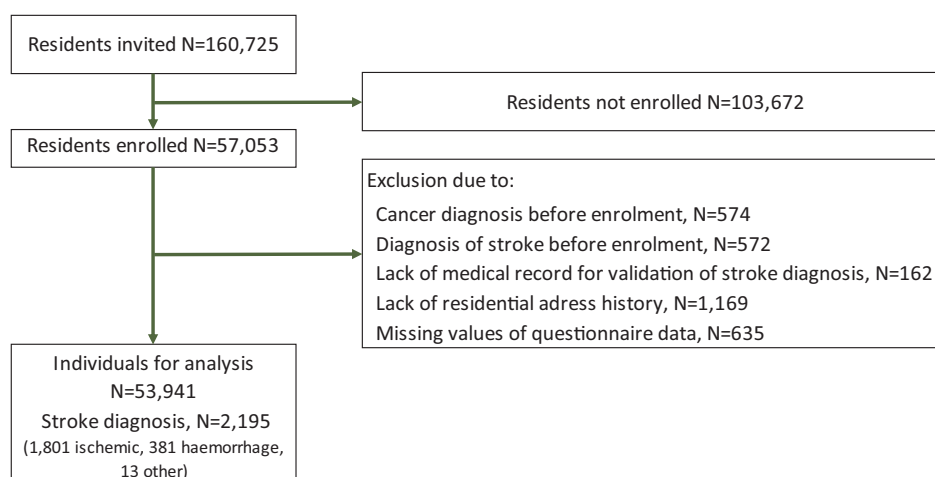 Residents invited N=160,725
Residents not enrolled N=103,672
Residents enrolled N=57,053
Exclusion due to:
Cancer diagnosis before enrolment, N=574
Diagnosis of stroke before enrolment, N=572
Lack of medical record for validation of stroke diagnosis, N=162
Lack of residential adress history, N=1,169
Missing values of questionnaire data, N=635
Individuals for analysis
N=53,941
Stroke diagnosis, N=2,195
(1,801 ischemic, 381 haemorrhage,
13 other)